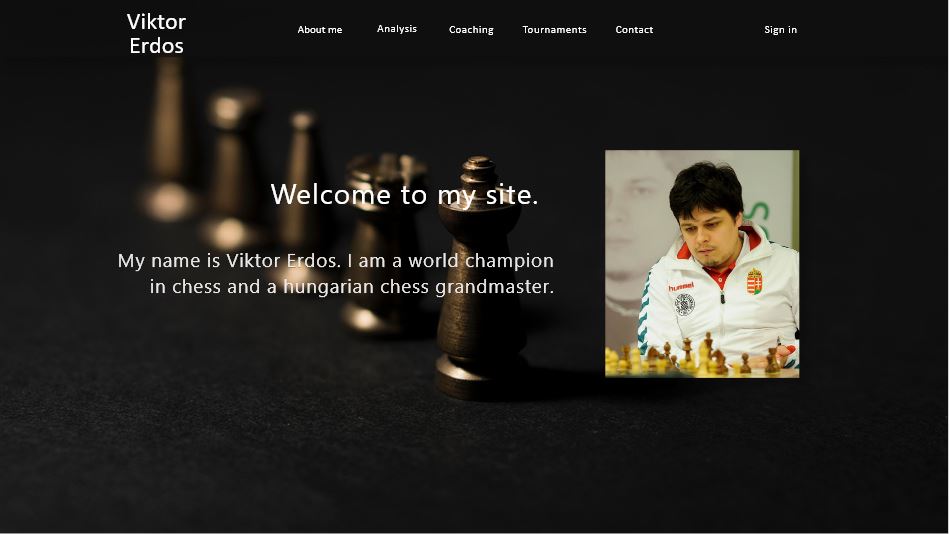 Viktor
Erdos
About me
Analysis
Coaching
Tournaments
Contact
Sign in
Welcome to my site.
My name is Viktor Erdos. I am a world champion
in chess and a hungarian chess grandmaster.
hummel